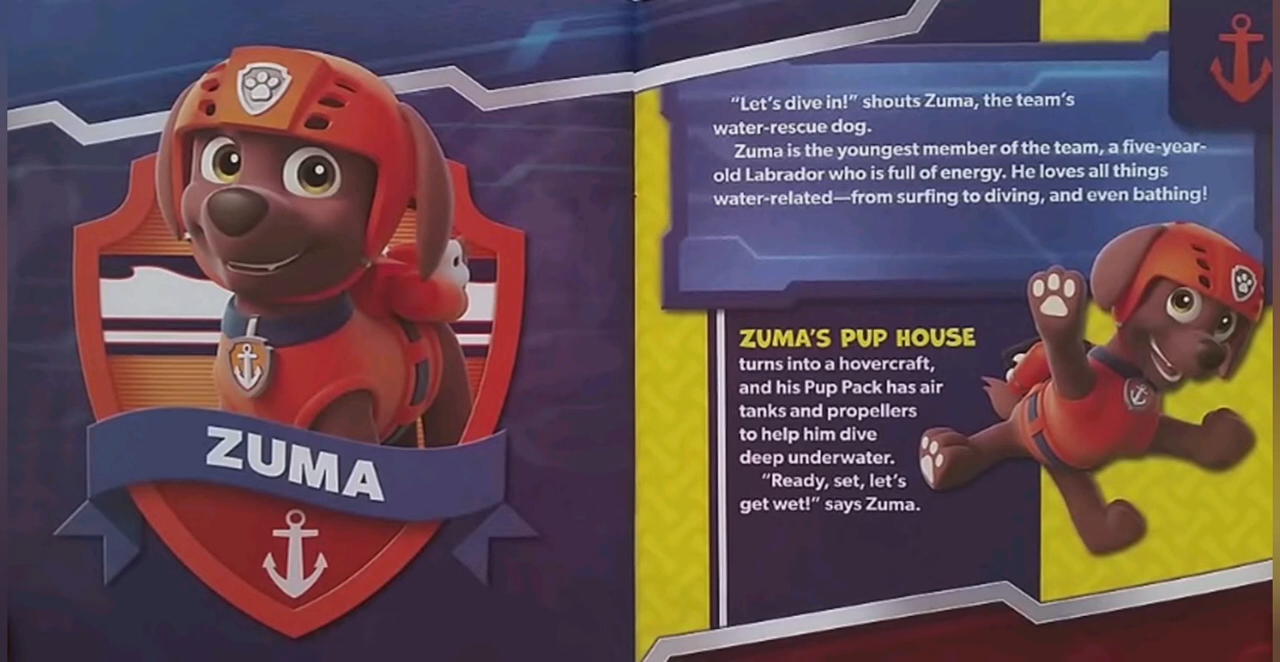 ZUMA
“Let’s dive in!” shouts Zuma, the team’s
water-rescue dog.
Zuma is the youngest member of the team, a five-year-
old Labrador who is full of energy. He loves all things
water-related—from surfing to diving, and even bathing!
ZUMA’S PUP HOUSE
turns into a hovercraft,
and his Pup Pack has air
tanks and propellers
to help him dive
deep underwater.
“Ready, set, let’s
get wet!” says Zuma.